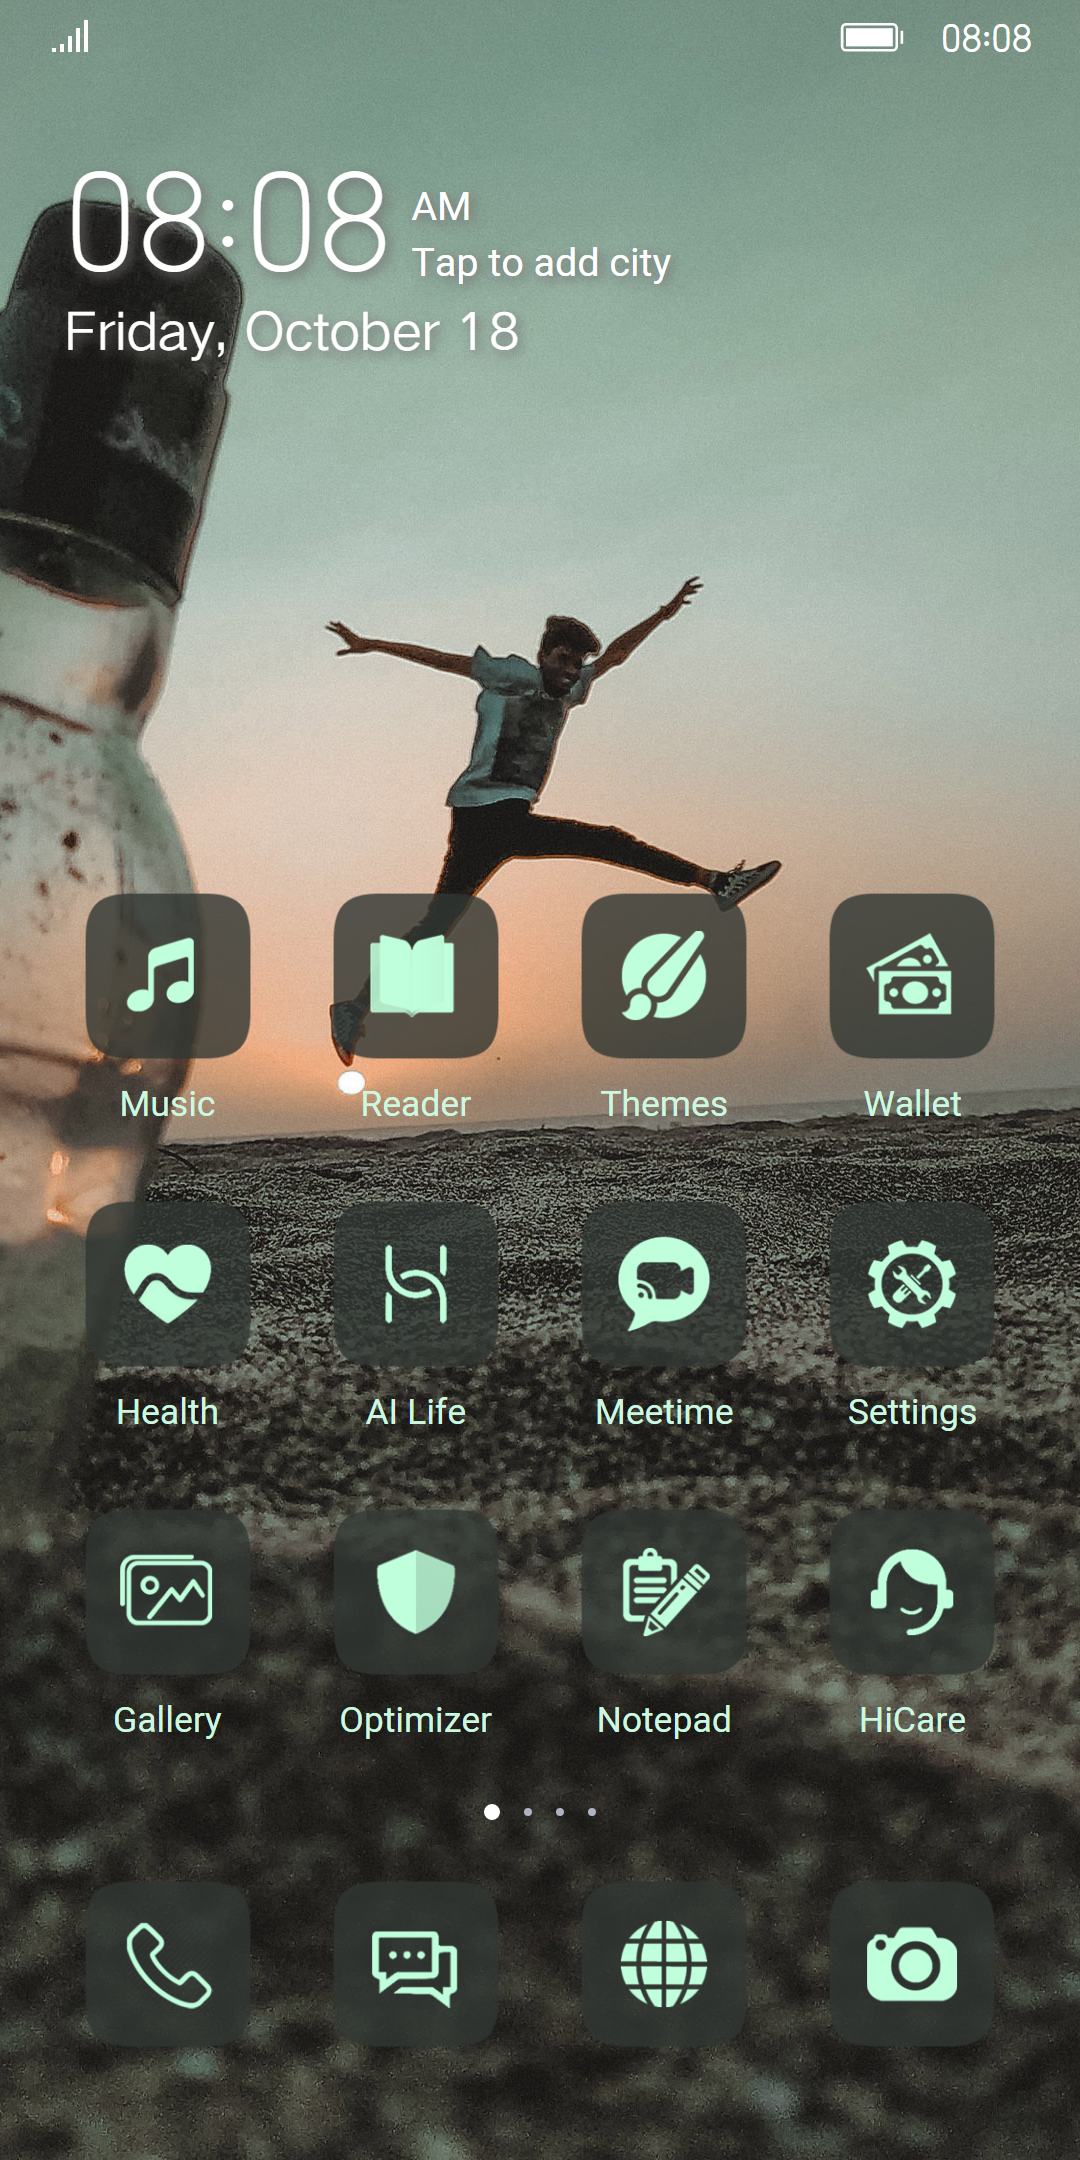 08:08
08:08 AM
Tap to add city
Friday, October 18
Music Reader Themes Wallet
Health AI Life Meetime Settings
Gallery Optimizer Notepad HiCare